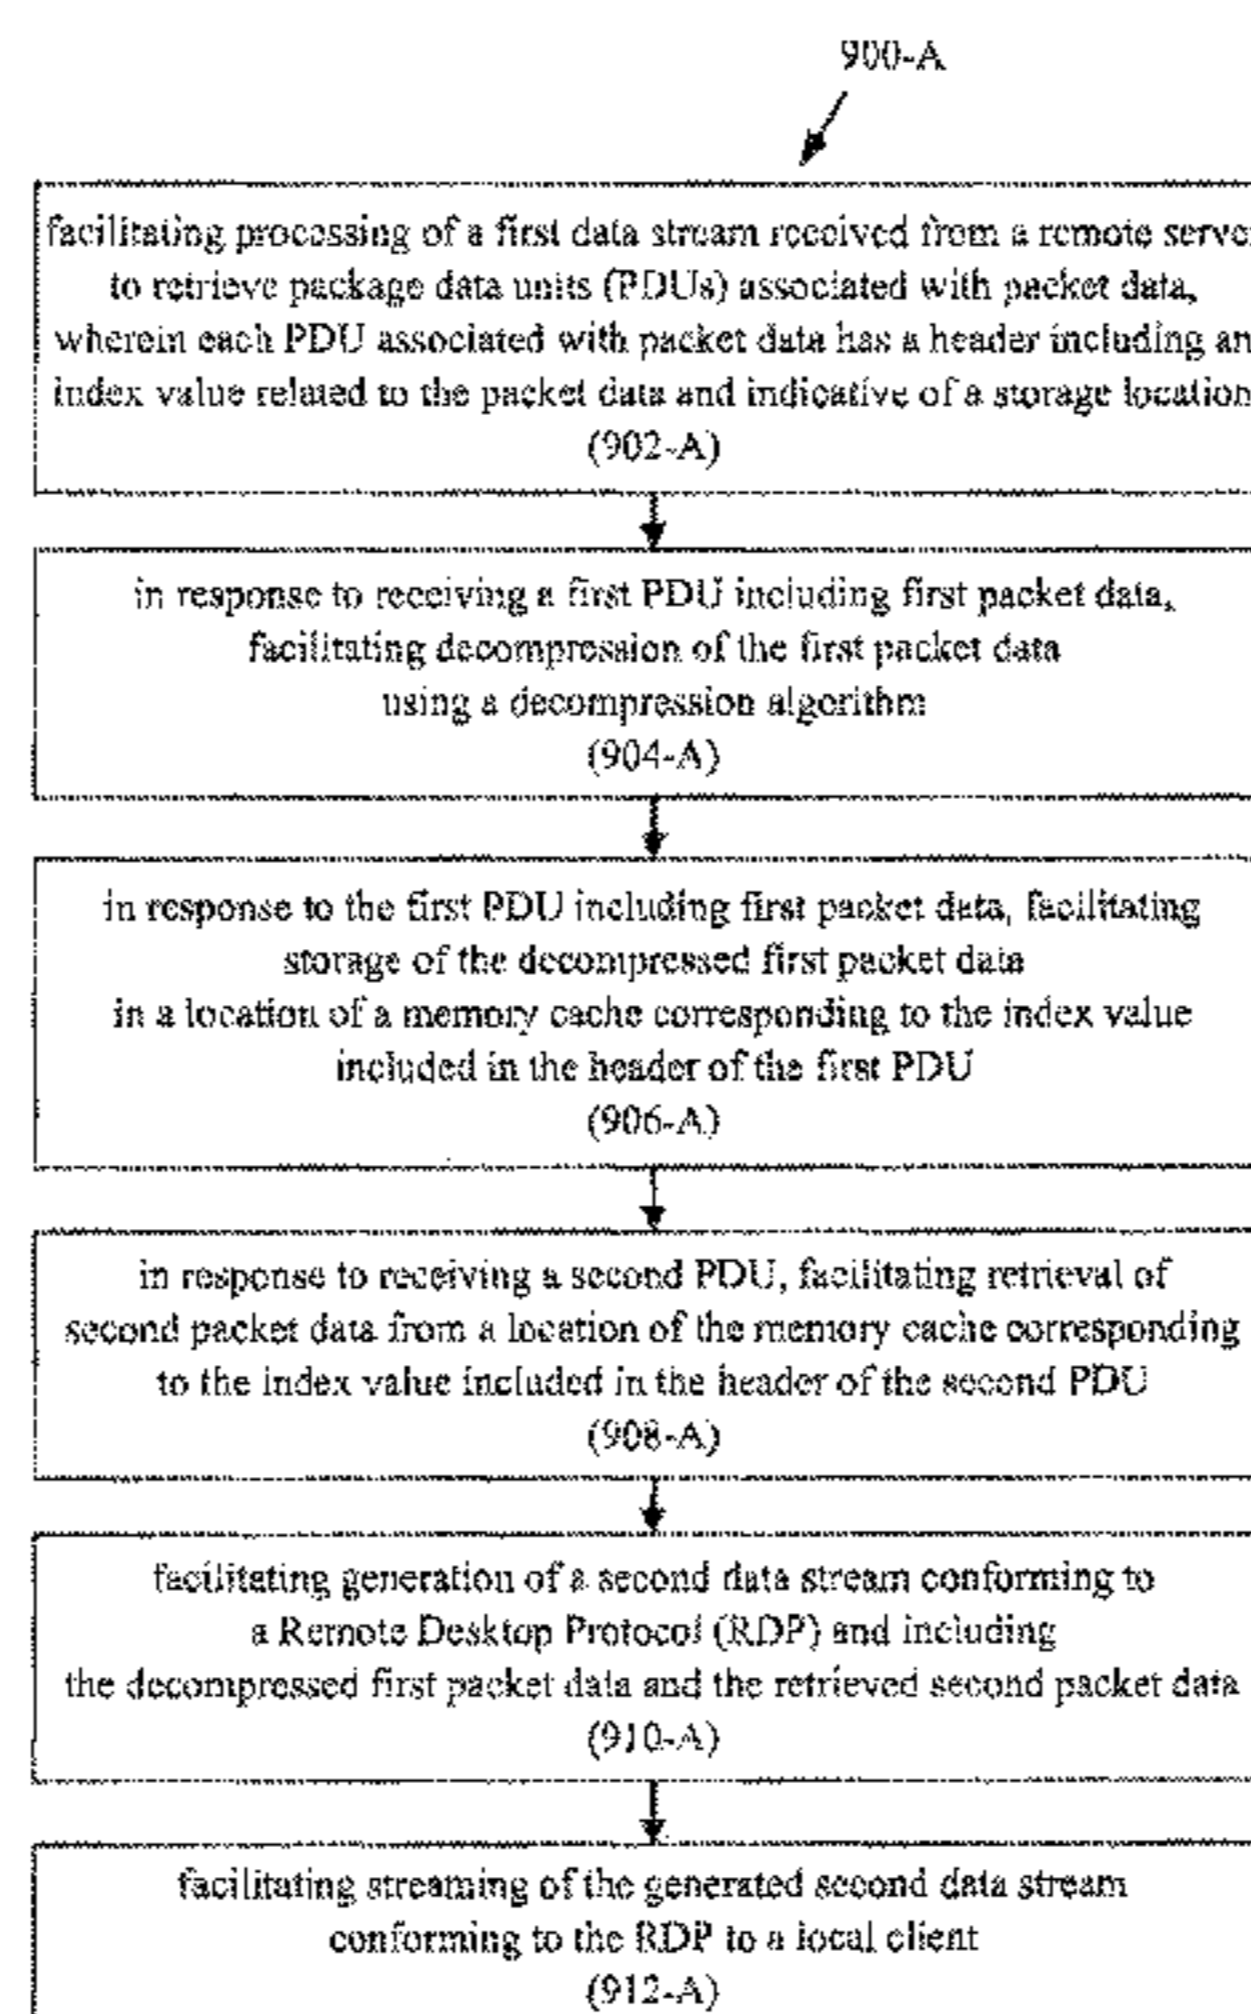 900-A
facilitating processing of a first data stream received from a remote server
to retrieve package data units (PDUs) associated with packet data,
wherein each PDU associated with packet data has a header including an
index value related to the packet data and indicative of a storage location
(902-A)
in response to receiving a first PDU including first packet data,
facilitating decompression of the first packet data
using a decompression algorithm
(904-A)
in response to the first PDU including first packet data, facilitating
storage of the decompressed first packet data
in a location of a memory cache corresponding to the index value
included in the header of the first PDU
(906-A)
in response to receiving a second PDU, facilitating retrieval of
second packet data from a location of the memory cache corresponding
to the index value included in the header of the second PDU
(908-A)
facilitating generation of a second data stream conforming to
a Remote Desktop Protocol (RDP) and including
the decompressed first packet data and the retrieved second packet data
(910-A)
facilitating streaming of the generated second data stream
conforming to the RDP to a local client
(912-A)